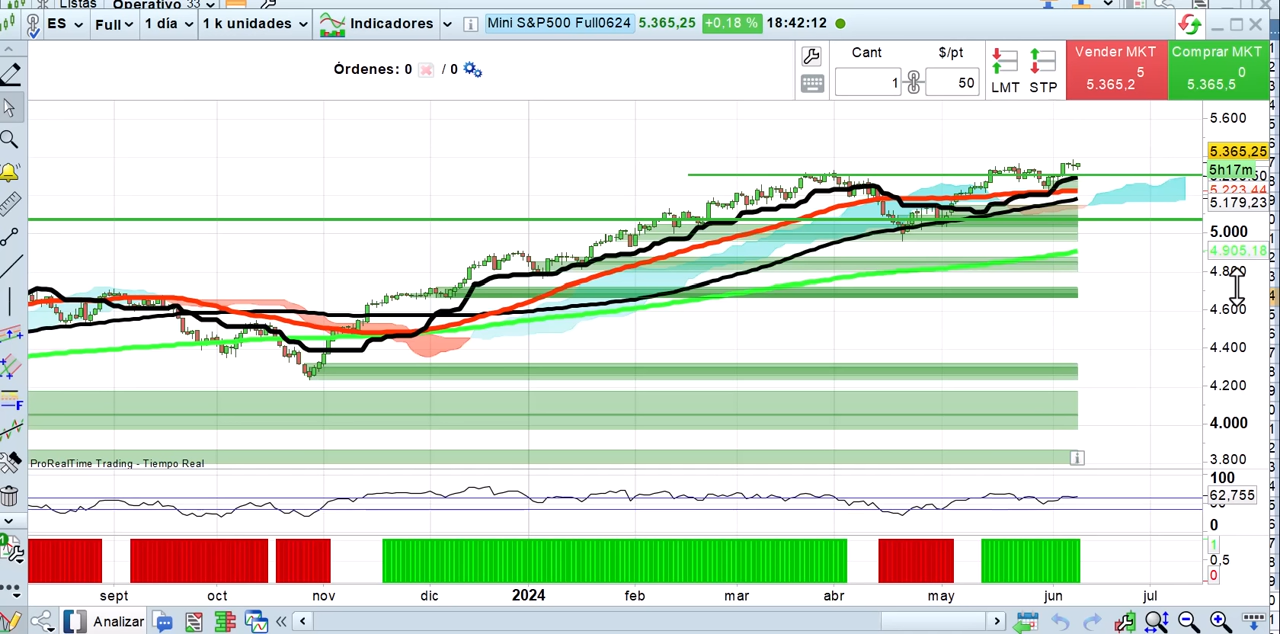 Listas Operativo 33
ES Full 1 día 1 k unidades Indicadores Mini S&P500 Full0624 5.365,25 +0,18 % 18:42:12
Órdenes: 0 / 0
Cant $/pt
1 50
LMT STP
Vender MKT
5.365,2 5
Comprar MKT
5.365,5 0
5.600
5.365,25
5h17m
5.223,44
5.179,23
5.000
4.905,18
4.600
4.400
4.200
4.000
3.800
ProRealTime Trading - Tiempo Real
100
62,755
0
1
0,5
0
sept oct nov dic 2024 feb mar abr may jun jul
Analizar